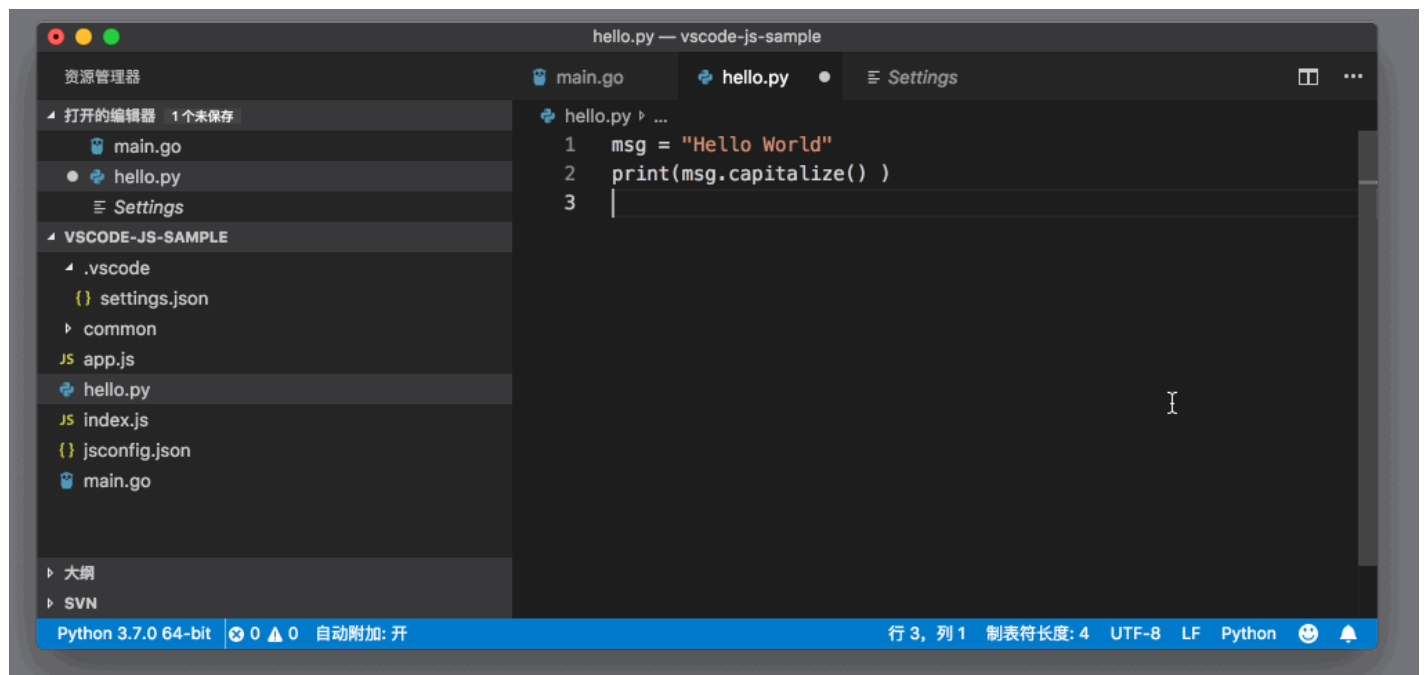 hello.py — vscode-js-sample
资源管理器
打开的编辑器 1 个未保存
main.go
hello.py
Settings
VSCODE-JS-SAMPLE
.vscode
{} settings.json
common
JS app.js
hello.py
JS index.js
{} jsconfig.json
main.go
大纲
SVN
main.go hello.py Settings
hello.py ...
1 msg = "Hello World"
2 print(msg.capitalize() )
3
Python 3.7.0 64-bit 0 0 自动附加: 开 行 3，列 1 制表符长度: 4 UTF-8 LF Python